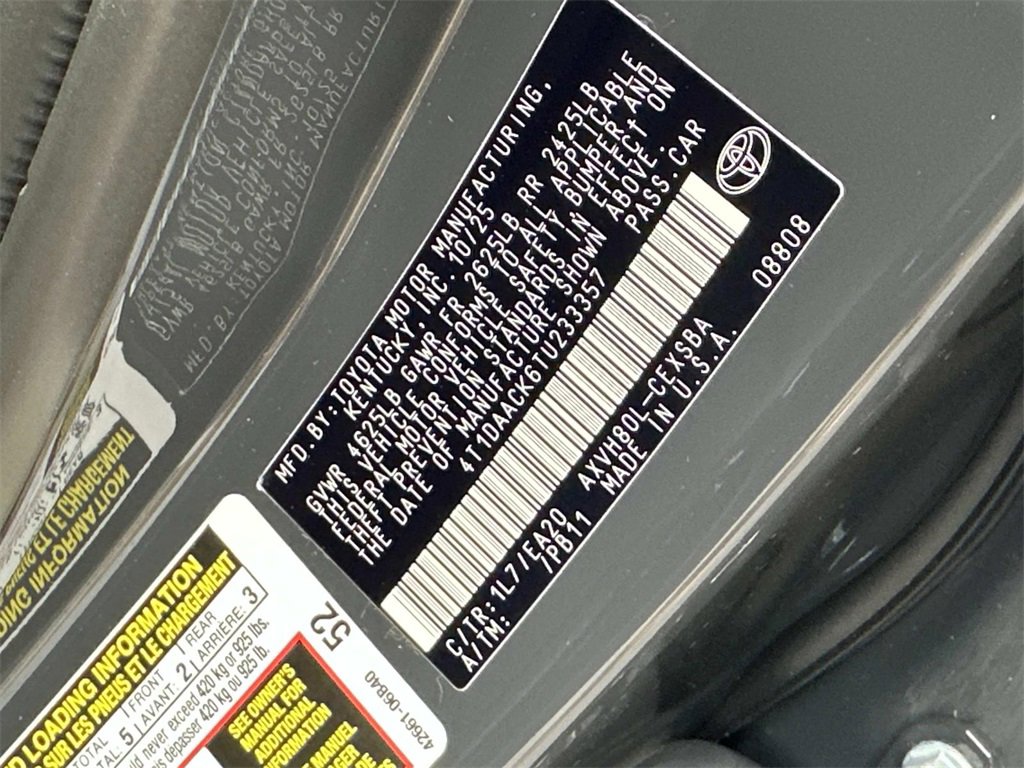 MFD.BY:TOYOTA MOTOR MANUFACTURING,
KENTUCKY, INC. 10/25
GVWR 4625LB GAWR FR 2625LB RR 2425LB
THIS VEHICLE CONFORMS TO ALL APPLICABLE
FEDERAL MOTOR VEHICLE SAFETY, BUMPER, AND
THEFT PREVENTION STANDARDS IN EFFECT ON
THE DATE OF MANUFACTURE SHOWN ABOVE.
4T1DAACK6TU233357 PASS.CAR
C/TR: 1L7/EA20 AXVH80L-CEXSBA
A/TM: /PB11 MADE IN U.S.A.
08808
LOADING INFORMATION
SUR LES PNEUS ET LE CHARGEMENT
TOTAL 5 FRONT 2 REAR 3
AVANT: ARRIÈRE:
never exceed 420 kg or 925 lbs.
depasser 420 kg ou 925 lb.
SEE OWNER'S
MANUAL FOR
ADDITIONAL
INFORMATION
MANUEL
52
42661-06B40